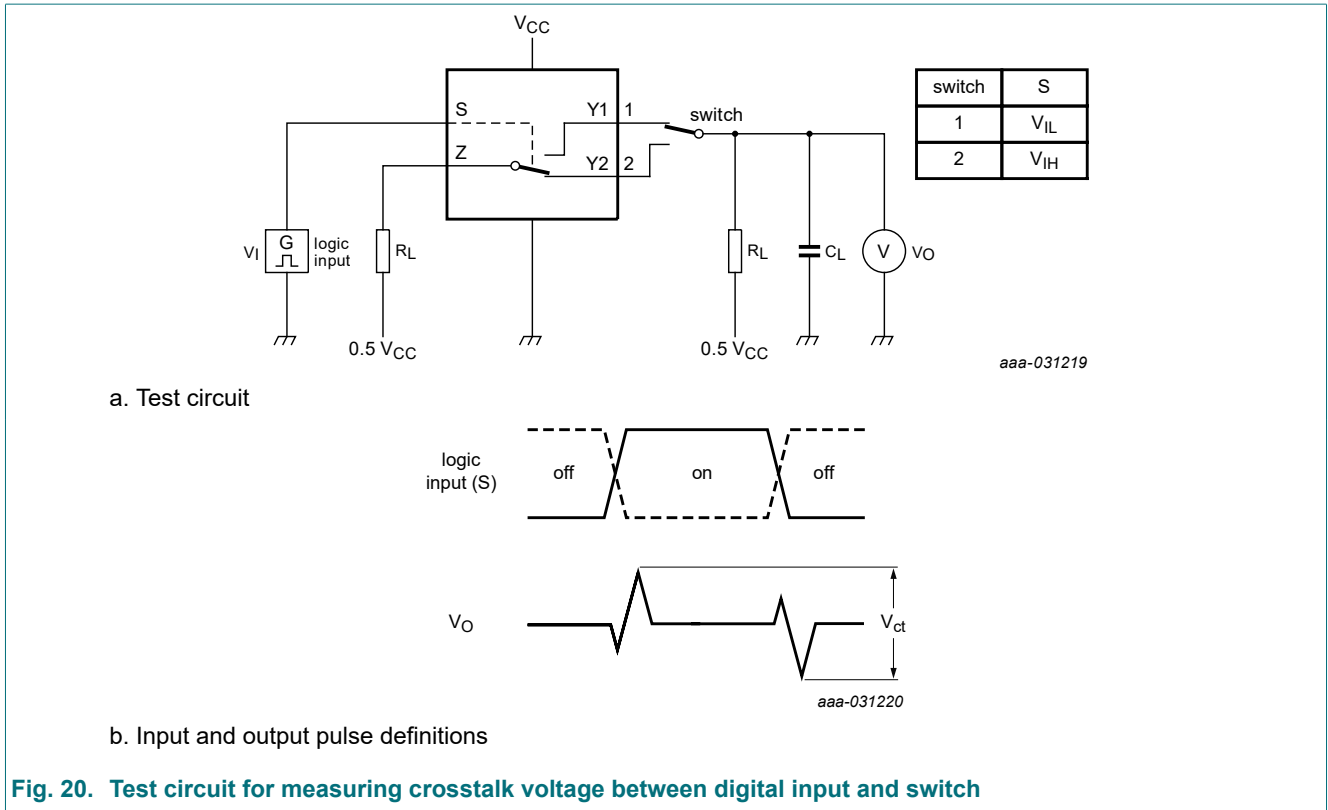 VCC
S
Y1 1
switch
Z
Y2 2
switch S
1 VIL
2 VIH
VI G logic input
RL
RL
CL
V VO
0.5 VCC
0.5 VCC
aaa-031219
a. Test circuit
logic
input (S)
off on off
VO
Vct
aaa-031220
b. Input and output pulse definitions
Fig. 20. Test circuit for measuring crosstalk voltage between digital input and switch